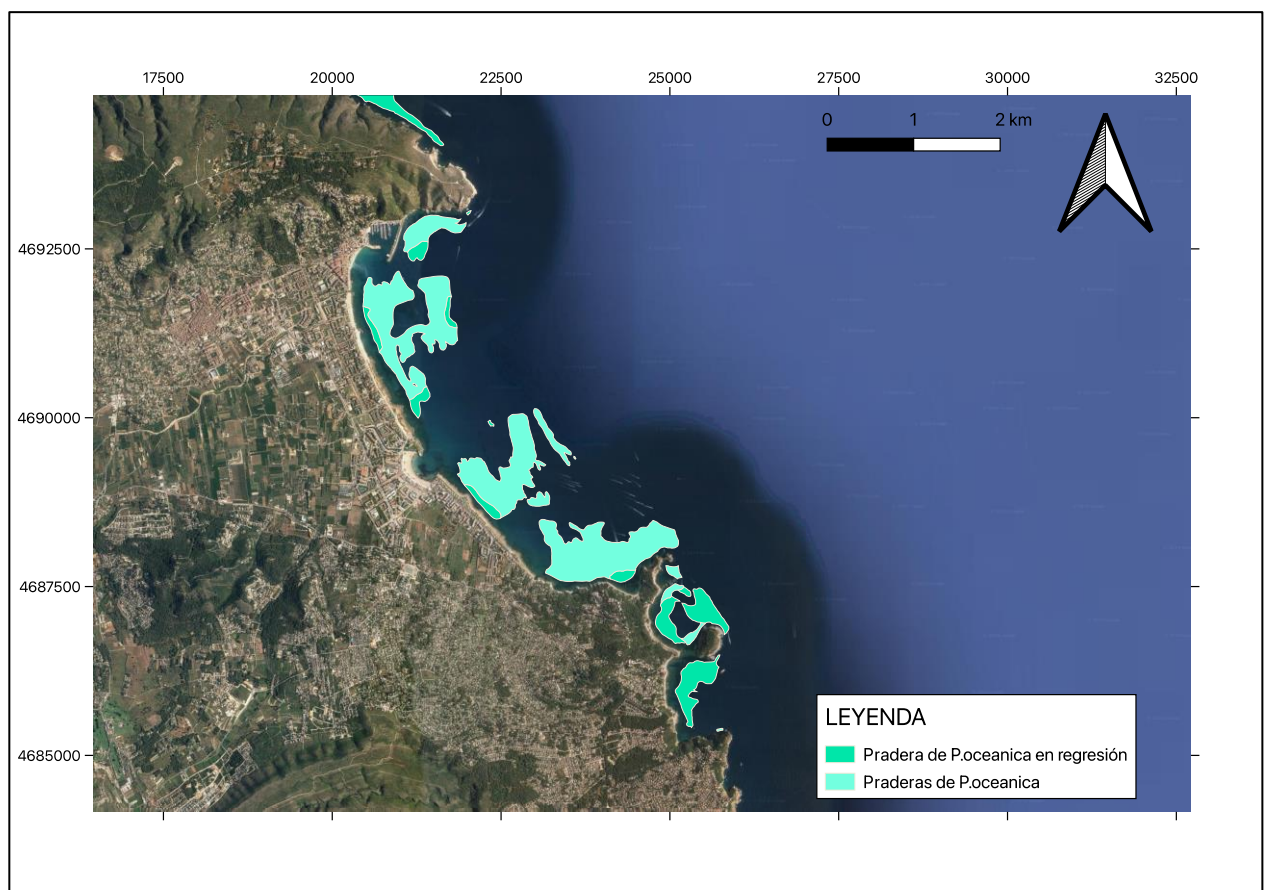 17500 20000 22500 25000 27500 30000 32500
0 1 2 km
4692500
4690000
4687500
4685000
LEYENDA
Pradera de P.oceanica en regresión
Praderas de P.oceanica